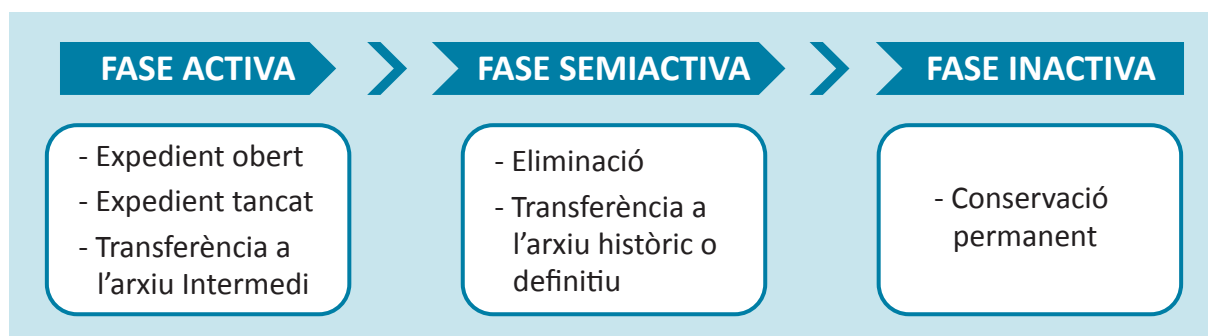 FASE ACTIVA
FASE SEMIACTIVA
FASE INACTIVA
- Expedient obert
- Expedient tancat
- Transferència a
l’arxiu Intermedi
- Eliminació
- Transferència a
l’arxiu històric o
definitiu
- Conservació
permanent